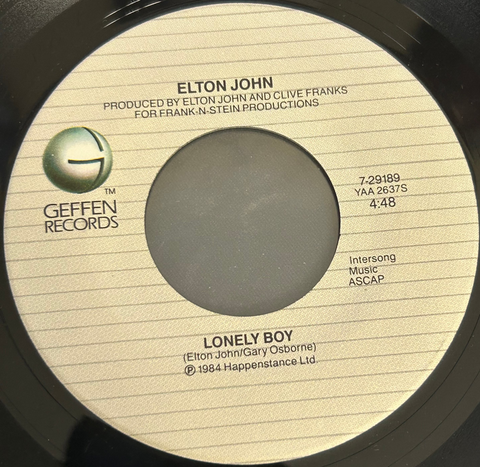 ELTON JOHN
PRODUCED BY ELTON JOHN AND CLIVE FRANKS
FOR FRANK-N-STEIN PRODUCTIONS
G
TM
GEFFEN
RECORDS
7-29189
YAA 2637S
4:48
Intersong
Music
ASCAP
LONELY BOY
(Elton John/Gary Osborne)
Ⓟ 1984 Happenstance Ltd.